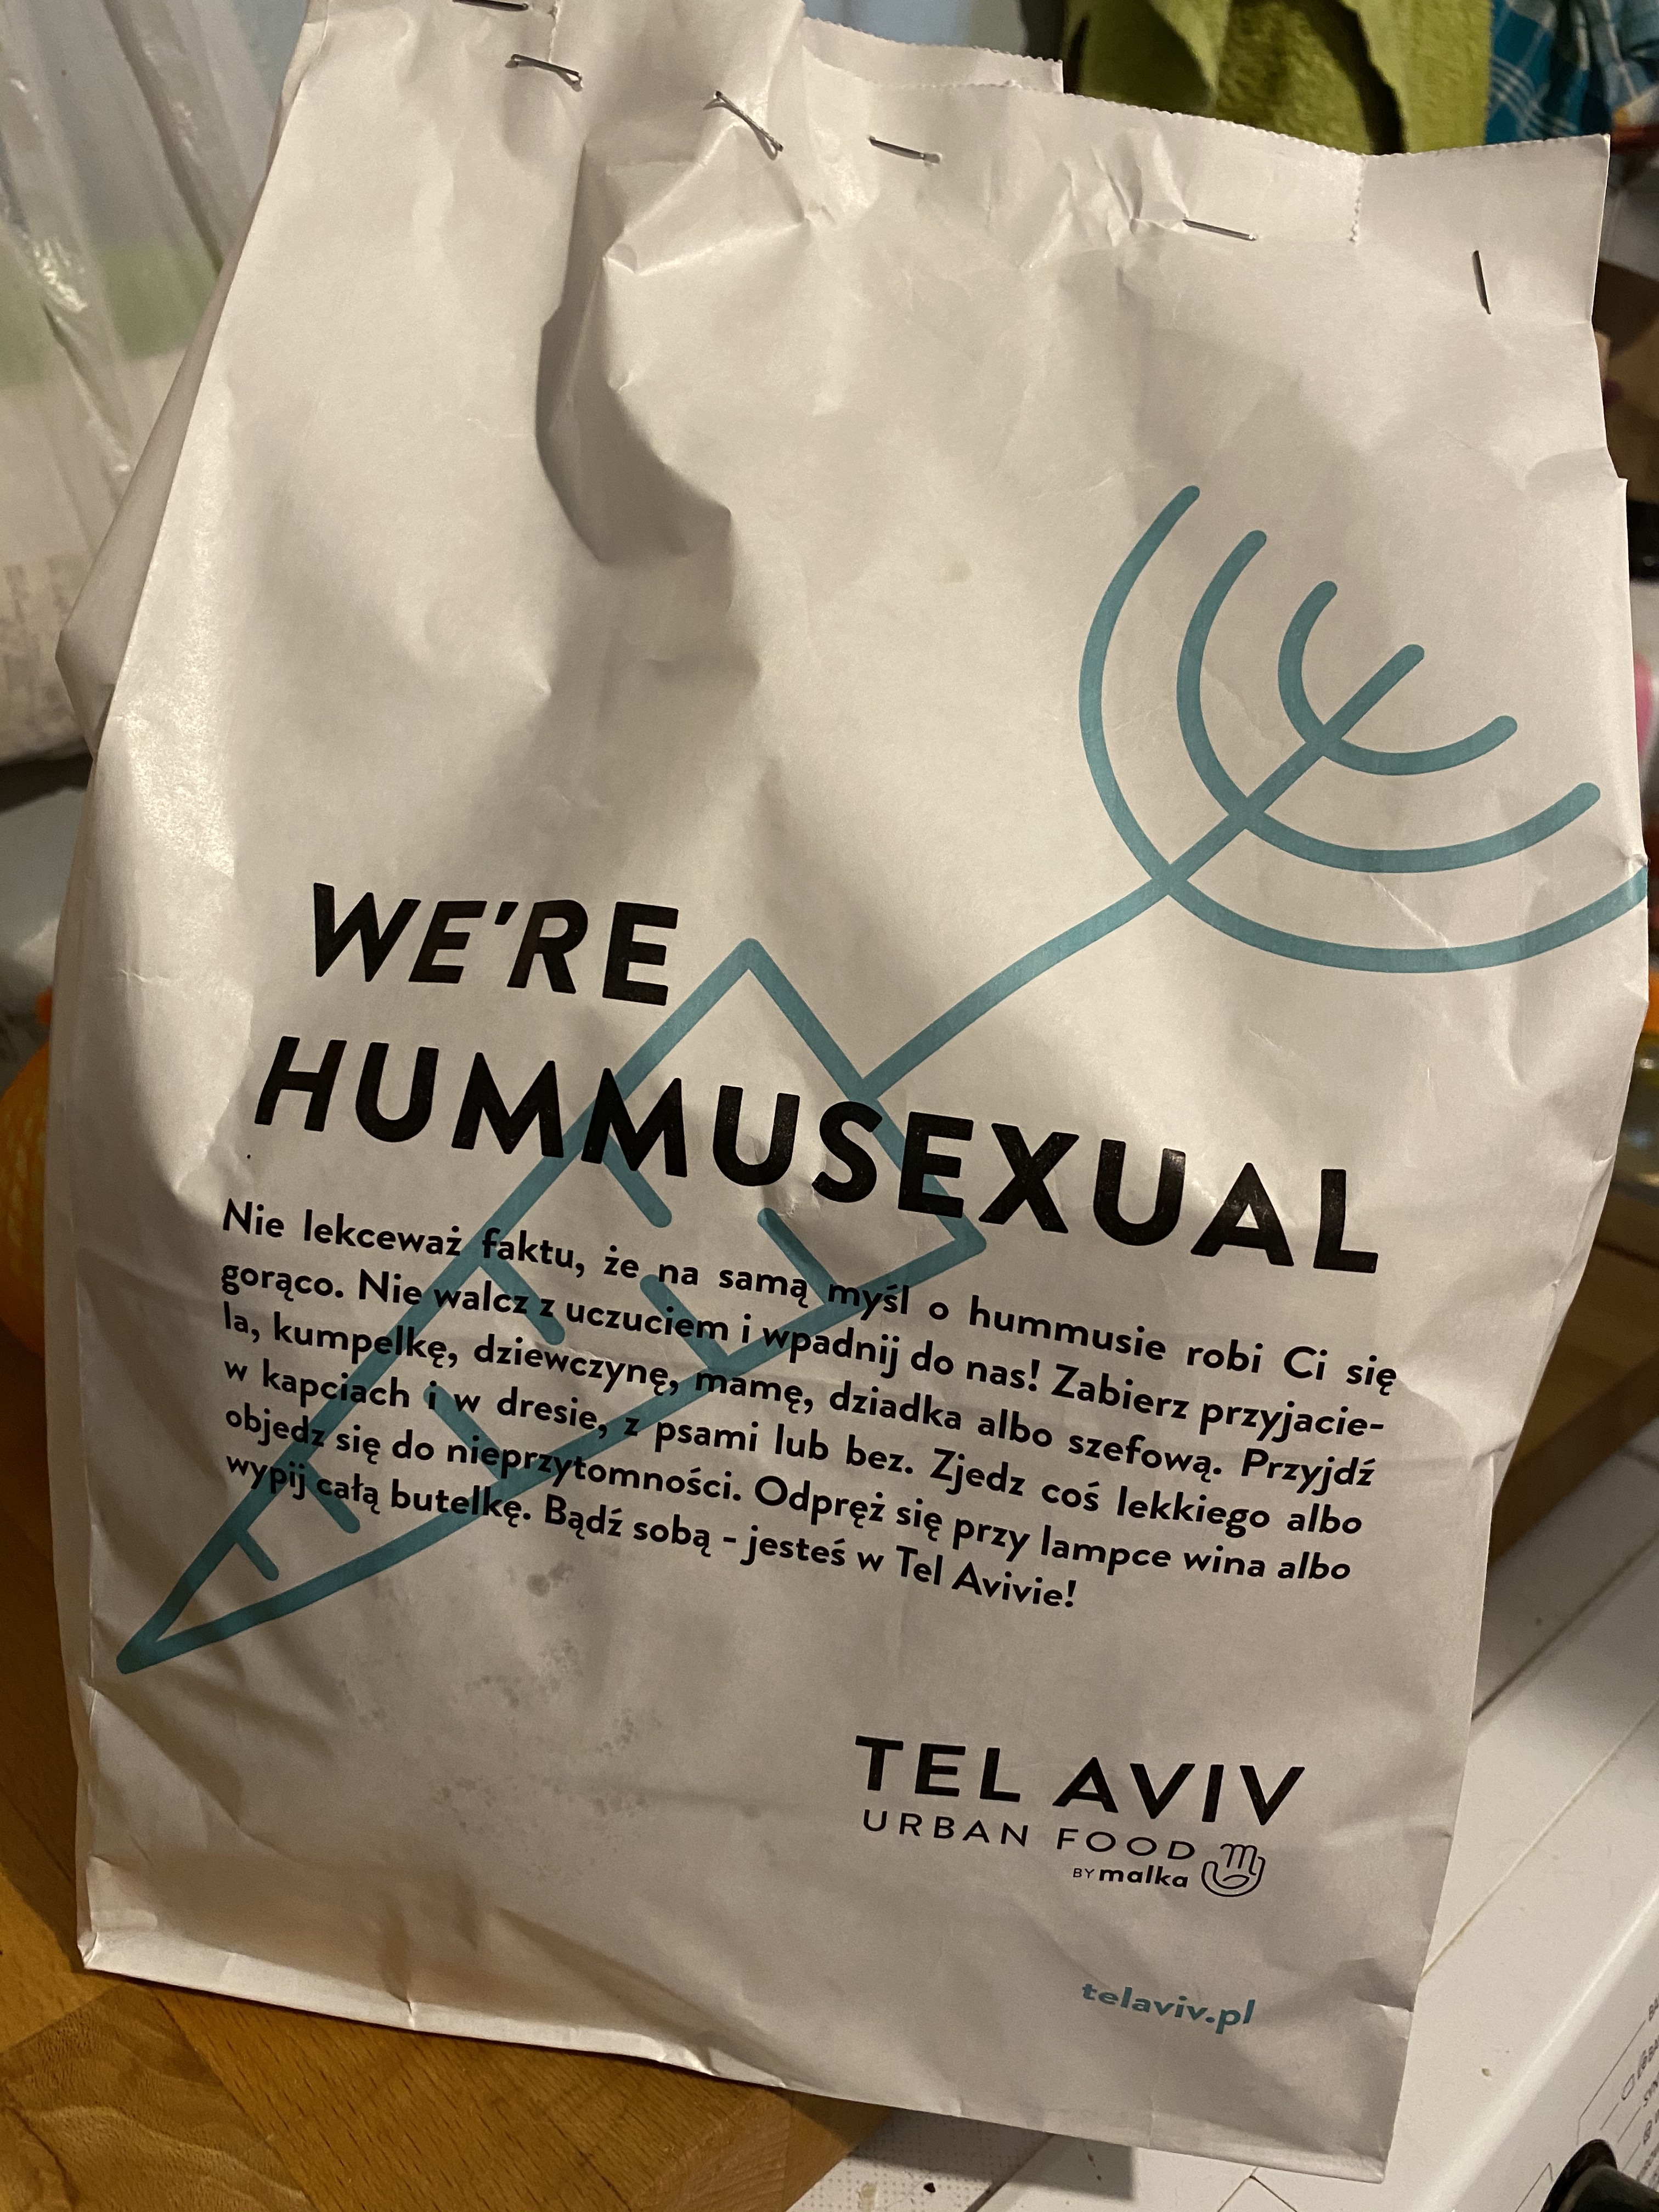 WE'RE
HUMMUSEXUAL
Nie lekceważ faktu, że na samą myśl o hummusie robi Ci się
gorąco. Nie walcz z uczuciem i wpadnij do nas! Zabierz przyjacie-
la, kumpelkę, dziewczynę, mamę, dziadka albo szefową. Przyjdź
w kapciach i w dresie, z psami lub bez. Zjedz coś lekkiego albo
objedz się do nieprzytomności. Odpręż się przy lampce wina albo
wypij całą butelkę. Bądź sobą - jesteś w Tel Avivie!
TEL AVIV
URBAN FOOD
BY malka
telaviv.pl